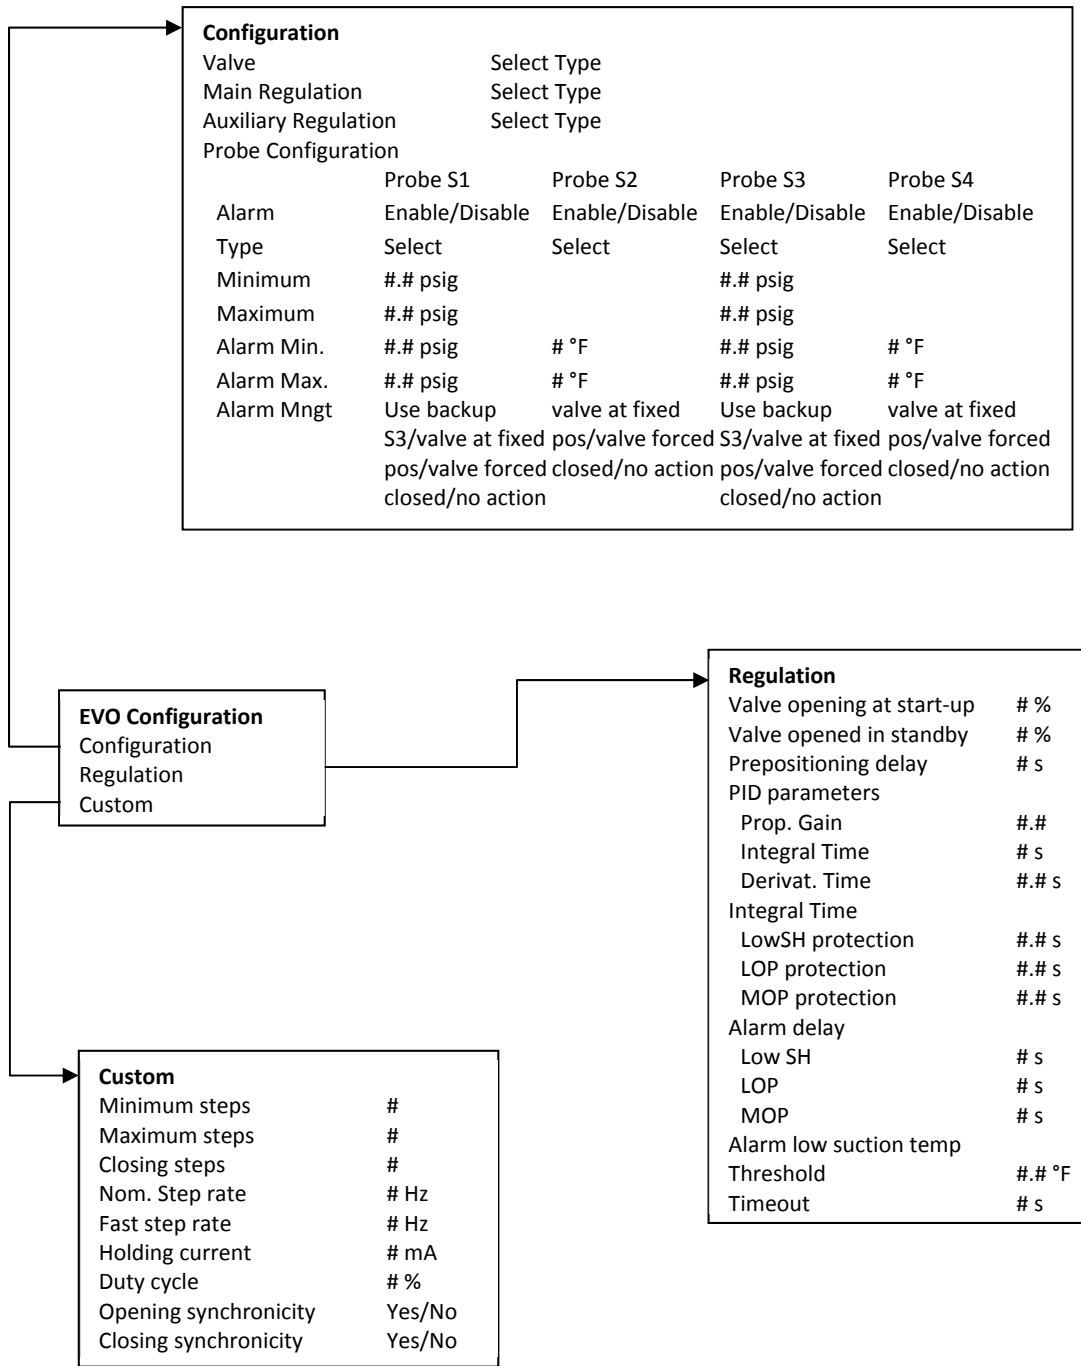 Configuration
Valve Select Type
Main Regulation Select Type
Auxiliary Regulation Select Type
Probe Configuration
Probe S1 Probe S2 Probe S3 Probe S4
Alarm Enable/Disable Enable/Disable Enable/Disable Enable/Disable
Type Select Select Select Select
Minimum #.# psig #.# psig
Maximum #.# psig #.# psig
Alarm Min. #.# psig # °F #.# psig # °F
Alarm Max. #.# psig # °F #.# psig # °F
Alarm Mngt Use backup valve at fixed Use backup valve at fixed
S3/valve at fixed pos/valve forced S3/valve at fixed pos/valve forced
pos/valve forced closed/no action pos/valve forced closed/no action
closed/no action closed/no action
EVO Configuration
Configuration
Regulation
Custom
Regulation
Valve opening at start-up # %
Valve opened in standby # %
Prepositioning delay # s
PID parameters
Prop. Gain #.#
Integral Time # s
Derivat. Time #.# s
Integral Time
LowSH protection #.# s
LOP protection #.# s
MOP protection #.# s
Alarm delay
Low SH # s
LOP # s
MOP # s
Alarm low suction temp
Threshold #.# °F
Timeout # s
Custom
Minimum steps #
Maximum steps #
Closing steps #
Nom. Step rate # Hz
Fast step rate # Hz
Holding current # mA
Duty cycle # %
Opening synchronicity Yes/No
Closing synchronicity Yes/No